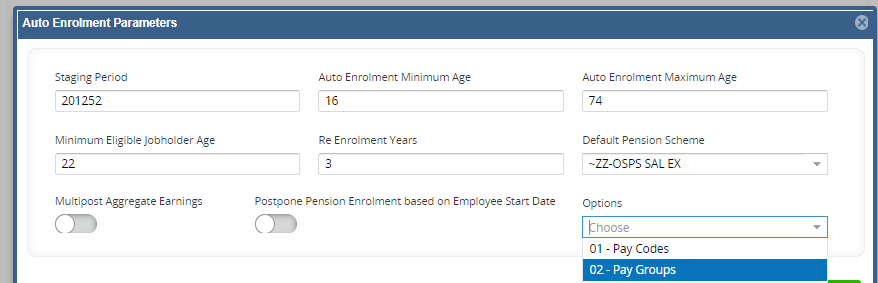 Auto Enrolment Parameters
Staging Period Auto Enrolment Minimum Age Auto Enrolment Maximum Age
201252 16 74
Minimum Eligible Jobholder Age Re Enrolment Years Default Pension Scheme
22 3 ~ZZ-OSPS SAL EX
Multipost Aggregate Earnings Postpone Pension Enrolment based on Employee Start Date Options
Choose
01 - Pay Codes
02 - Pay Groups